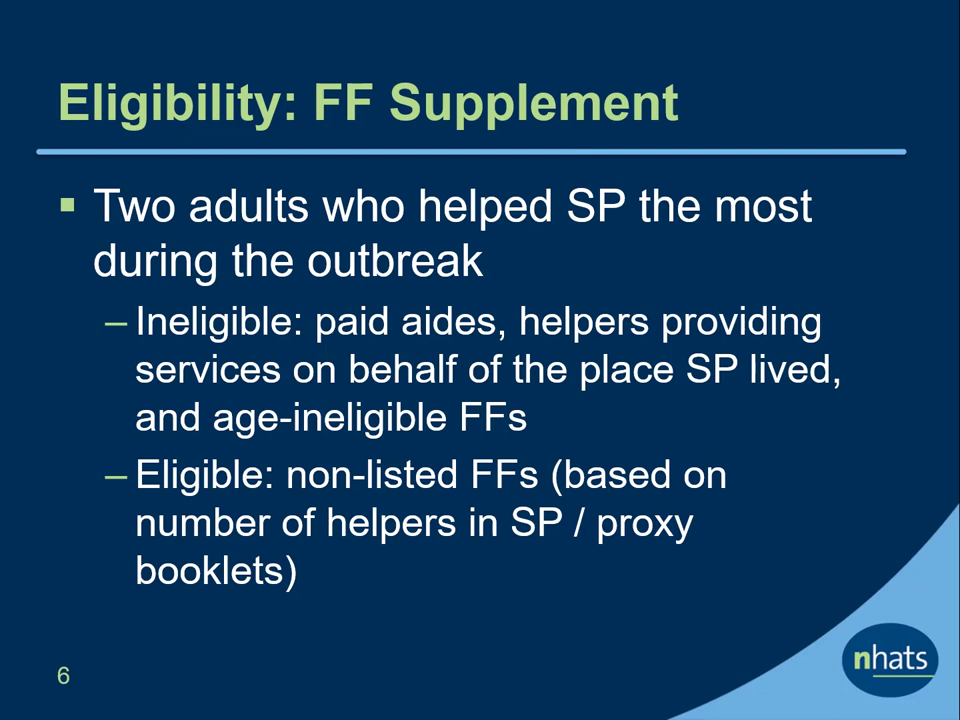 Eligibility: FF Supplement
Two adults who helped SP the most
during the outbreak
– Ineligible: paid aides, helpers providing
services on behalf of the place SP lived,
and age-ineligible FFs
– Eligible: non-listed FFs (based on
number of helpers in SP / proxy
booklets)
6
nhats